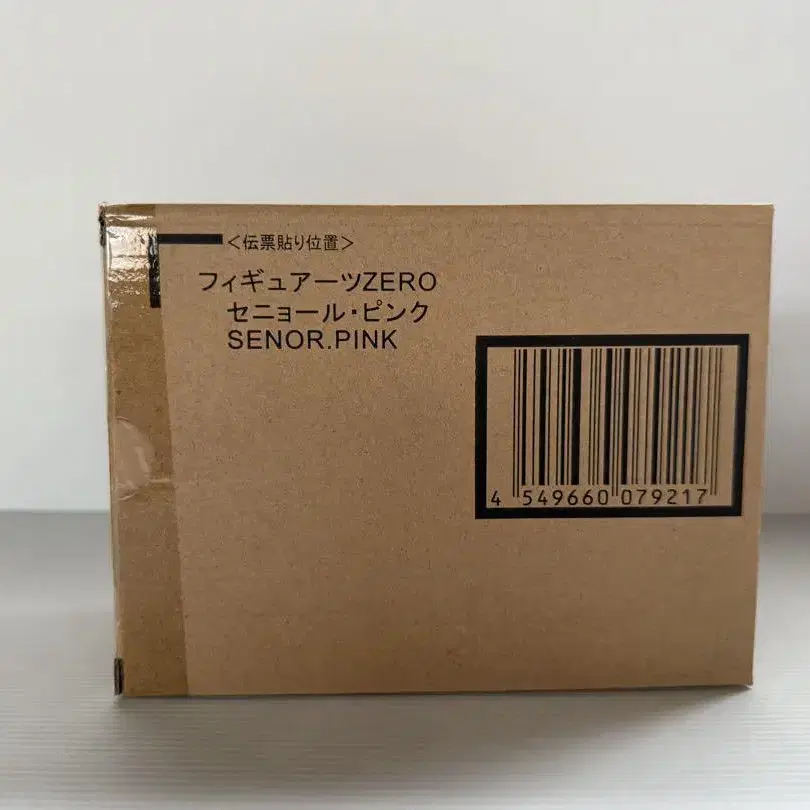 ＜伝票貼り位置＞
フィギュアーツZERO
セニョール・ピンク
SENOR.PINK
4 549660 079217